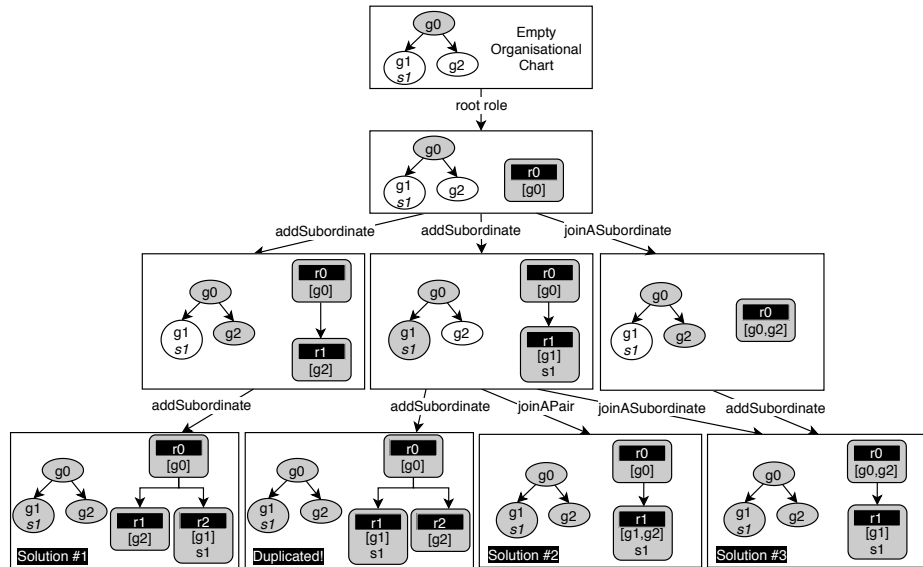 g0
g1
s1
g2
Empty
Organisational
Chart
root role
g0
g1
s1
g2
r0
[g0]
addSubordinate
addSubordinate
joinASubordinate
g0
g1
s1
g2
r0
[g0]
r1
[g2]
g0
g1
s1
g2
r0
[g0]
r1
[g1]
s1
g0
g1
s1
g2
r0
[g0,g2]
addSubordinate
addSubordinate
joinAPair
joinASubordinate
addSubordinate
g0
g1
s1
g2
r0
[g0]
r1
[g2]
r2
[g1]
s1
Solution #1
g0
g1
s1
g2
r0
[g0]
r1
[g1]
s1
r2
[g2]
Duplicated!
g0
g1
s1
g2
r0
[g0]
r1
[g1,g2]
s1
Solution #2
g0
g1
s1
g2
r0
[g0,g2]
r1
[g1]
s1
Solution #3